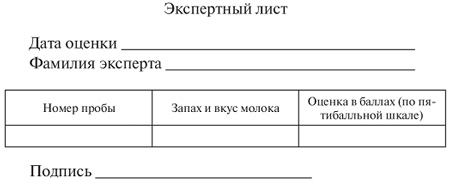 Экспертный лист
Дата оценки
Фамилия эксперта
Номер пробы
Запах и вкус молока
Оценка в баллах (по пя-
тибалльной шкале)
Подпись